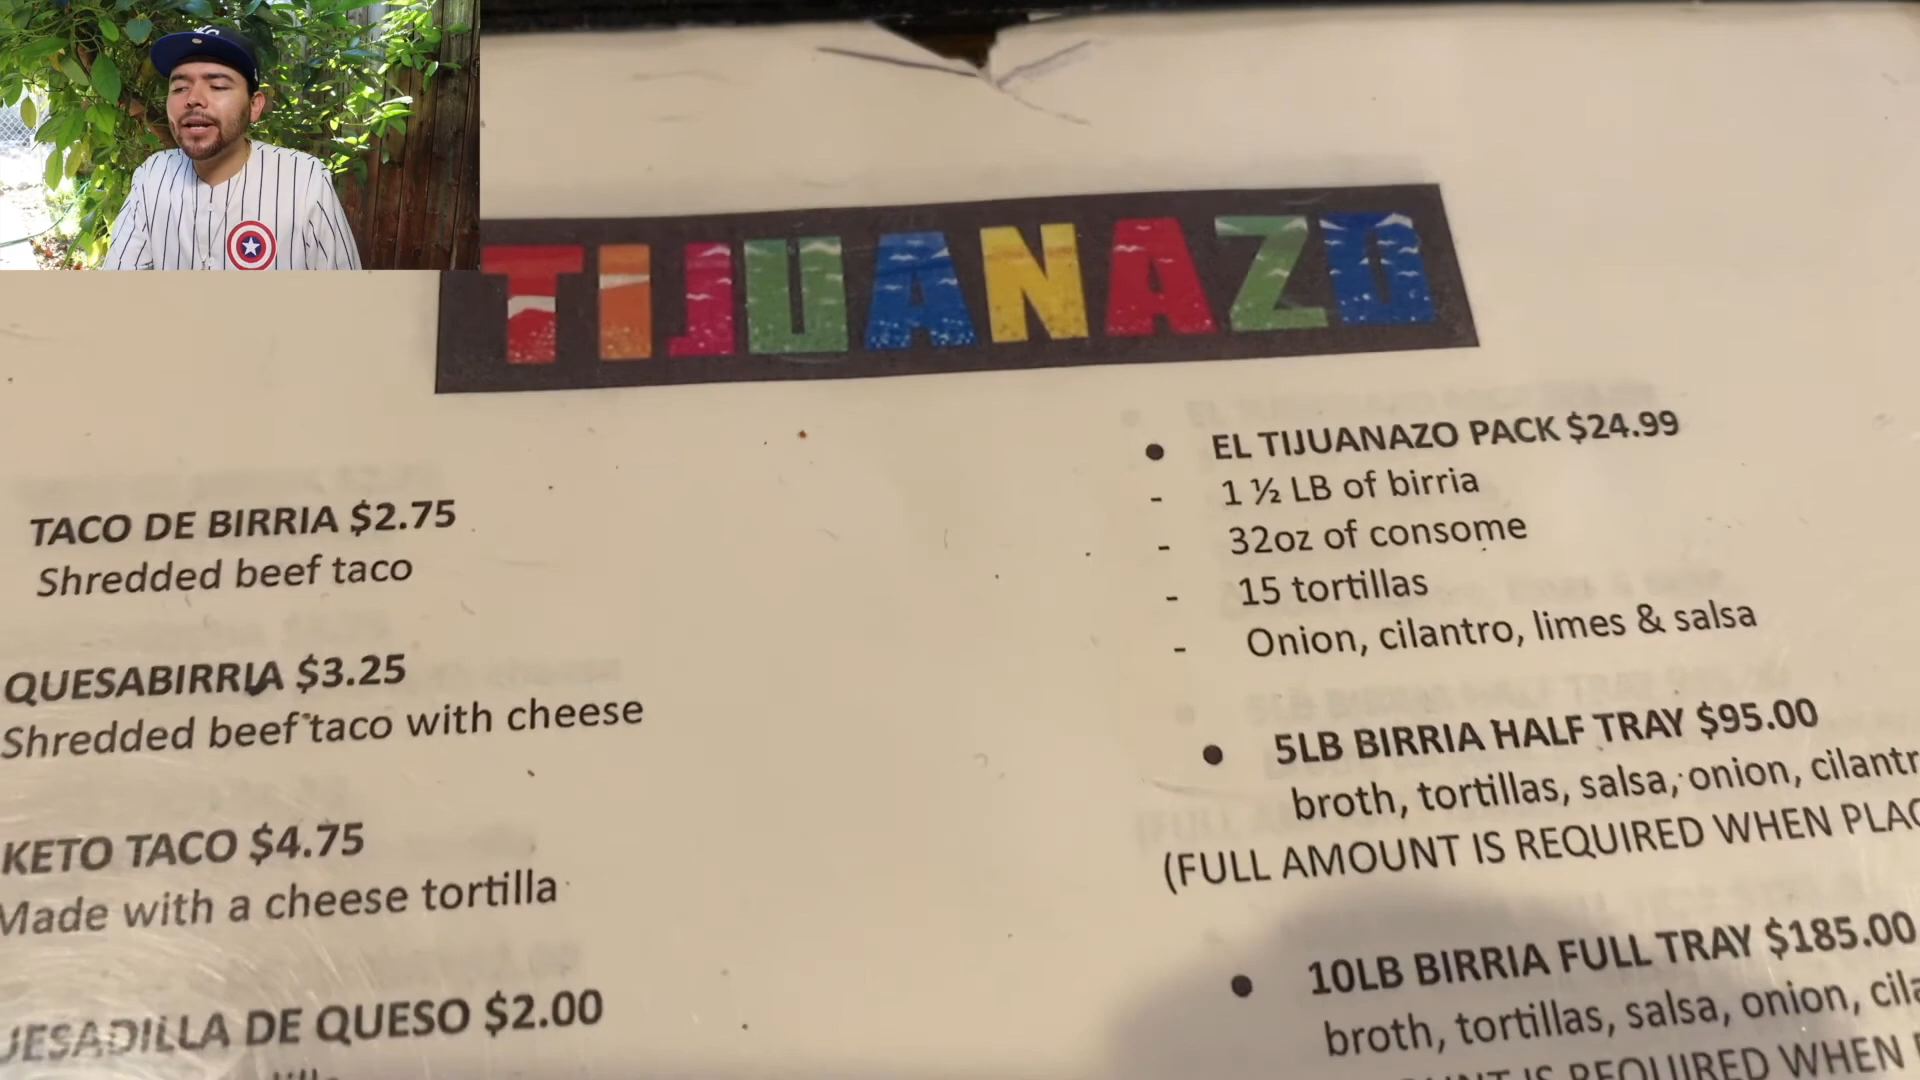 TIJUANAZO
TACO DE BIRRIA $2.75
Shredded beef taco
QUESABIRRIA $3.25
Shredded beef taco with cheese
KETO TACO $4.75
Made with a cheese tortilla
DE QUESO $2.00
• EL TIJUANAZO PACK $24.99
- 1 ½ LB of birria
- 32oz of consome
- 15 tortillas
- Onion, cilantro, limes & salsa
• 5LB BIRRIA HALF TRAY $95.00
broth, tortillas, salsa, onion, cilantr
(FULL AMOUNT IS REQUIRED WHEN PLAC
• 10LB BIRRIA FULL TRAY $185.00
broth, tortillas, salsa, onion, cila
IS REQUIRED WHEN